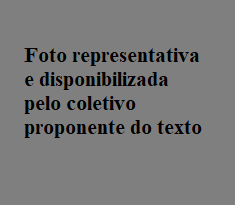 Foto representativa
e disponibilizada
pelo coletivo
proponente do texto